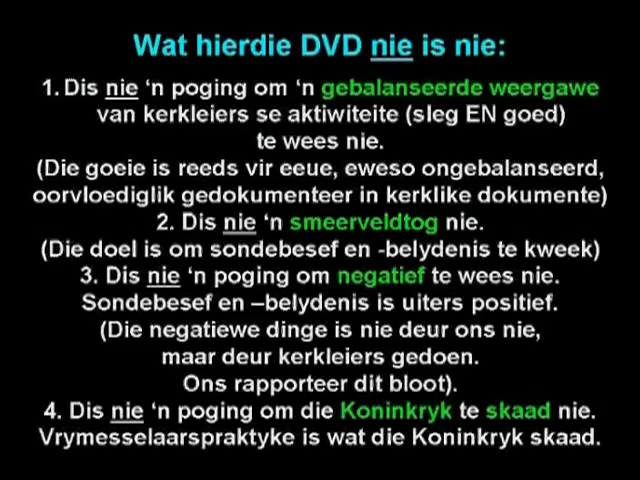 Wat hierdie DVD nie is nie:
1. Dis nie ‘n poging om ‘n gebalanseerde weergawe
van kerkleiers se aktiwiteite (sleg EN goed)
te wees nie.
(Die goeie is reeds vir eeue, eweso ongebalanseerd,
oorvloediglik gedokumenteer in kerklike dokumente)
2. Dis nie ‘n smeerveldtog nie.
(Die doel is om sondebesef en -belydenis te kweek)
3. Dis nie ‘n poging om negatief te wees nie.
Sondebesef en –belydenis is uiters positief.
(Die negatiewe dinge is nie deur ons nie,
maar deur kerkleiers gedoen.
Ons rapporteer dit bloot).
4. Dis nie ‘n poging om die Koninkryk te skaad nie.
Vrymesselaarspraktyke is wat die Koninkryk skaad.